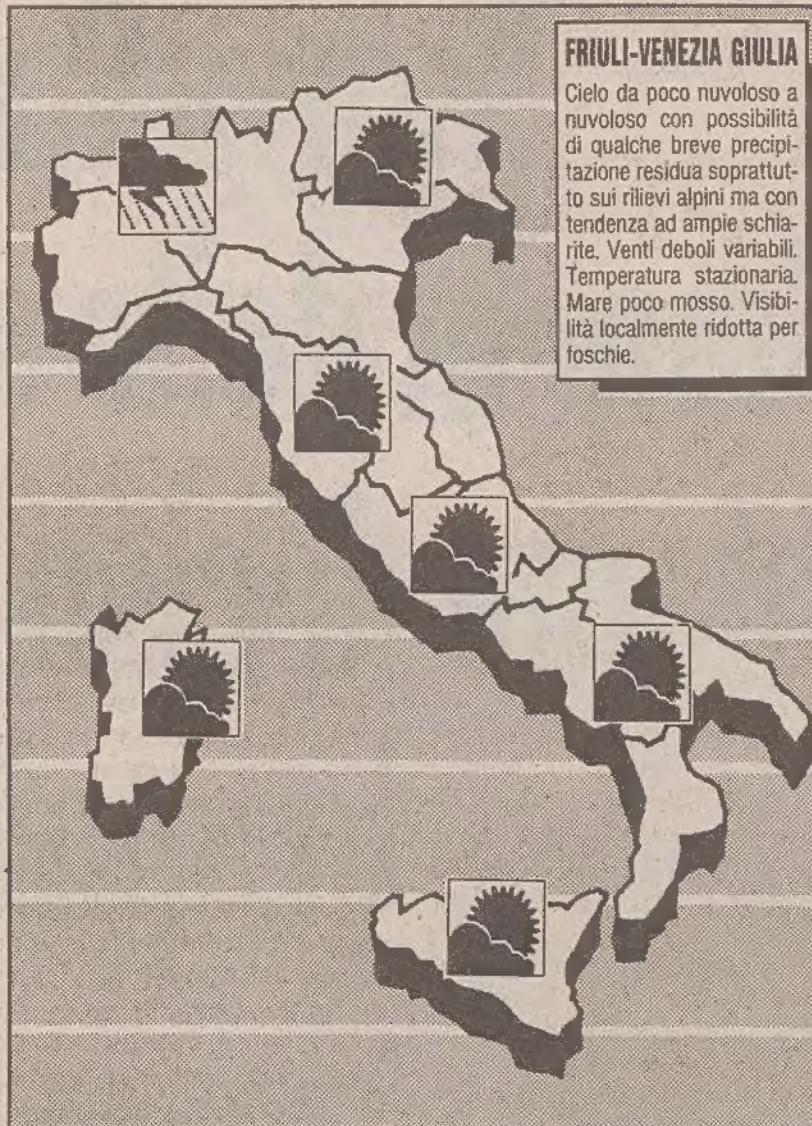 FRIULI-VENEZIA GIULIA
Cielo da poco nuvoloso a
nuvoloso con possibilità
di qualche breve precipi-
tazione residua soprattut-
to sui rilievi alpini ma con
tendenza ad ampie schia-
rite. Venti deboli variabili.
Temperatura stazionaria.
Mare poco mosso. Visibi-
lità localmente ridotta per
foschie.